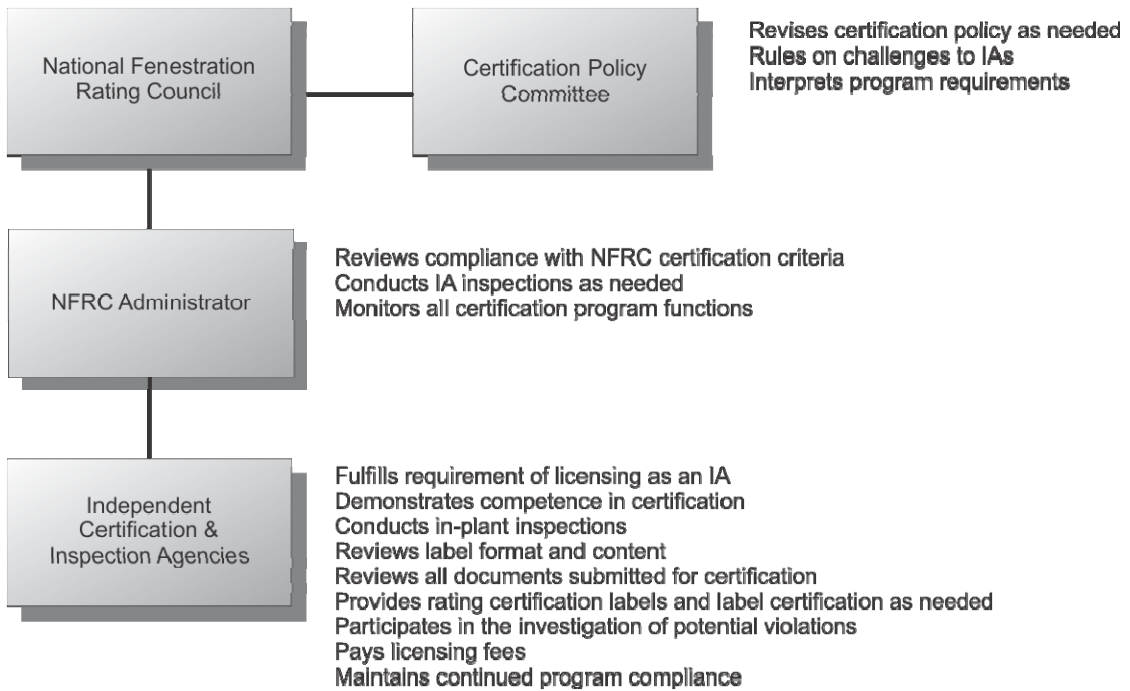 National Fenestration
Rating Council
Certification Policy
Committee
Revises certification policy as needed
Rules on challenges to IAs
Interprets program requirements
NFRC Administrator
Reviews compliance with NFRC certification criteria
Conducts IA inspections as needed
Monitors all certification program functions
Independent
Certification &
Inspection Agencies
Fulfills requirement of licensing as an IA
Demonstrates competence in certification
Conducts in-plant inspections
Reviews label format and content
Reviews all documents submitted for certification
Provides rating certification labels and label certification as needed
Participates in the investigation of potential violations
Pays licensing fees
Maintains continued program compliance